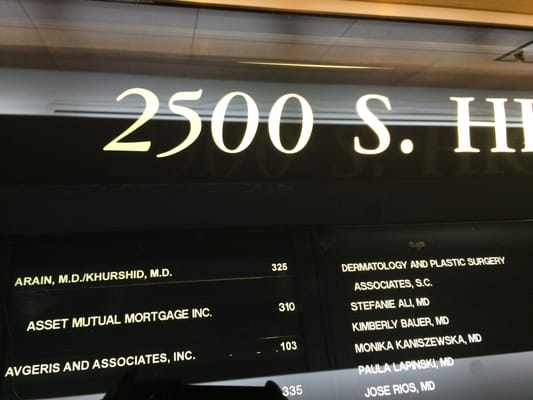 2500 S. HI
ARAIN, M.D./KHURSHID, M.D. 325
ASSET MUTUAL MORTGAGE INC. 310
AVGERIS AND ASSOCIATES, INC. 103
335
DERMATOLOGY AND PLASTIC SURGERY
ASSOCIATES, S.C.
STEFANIE ALI, MD
KIMBERLY BAUER, MD
MONIKA KANISZEWSKA, MD
PAULA LAPINSKI, MD
JOSE RIOS, MD